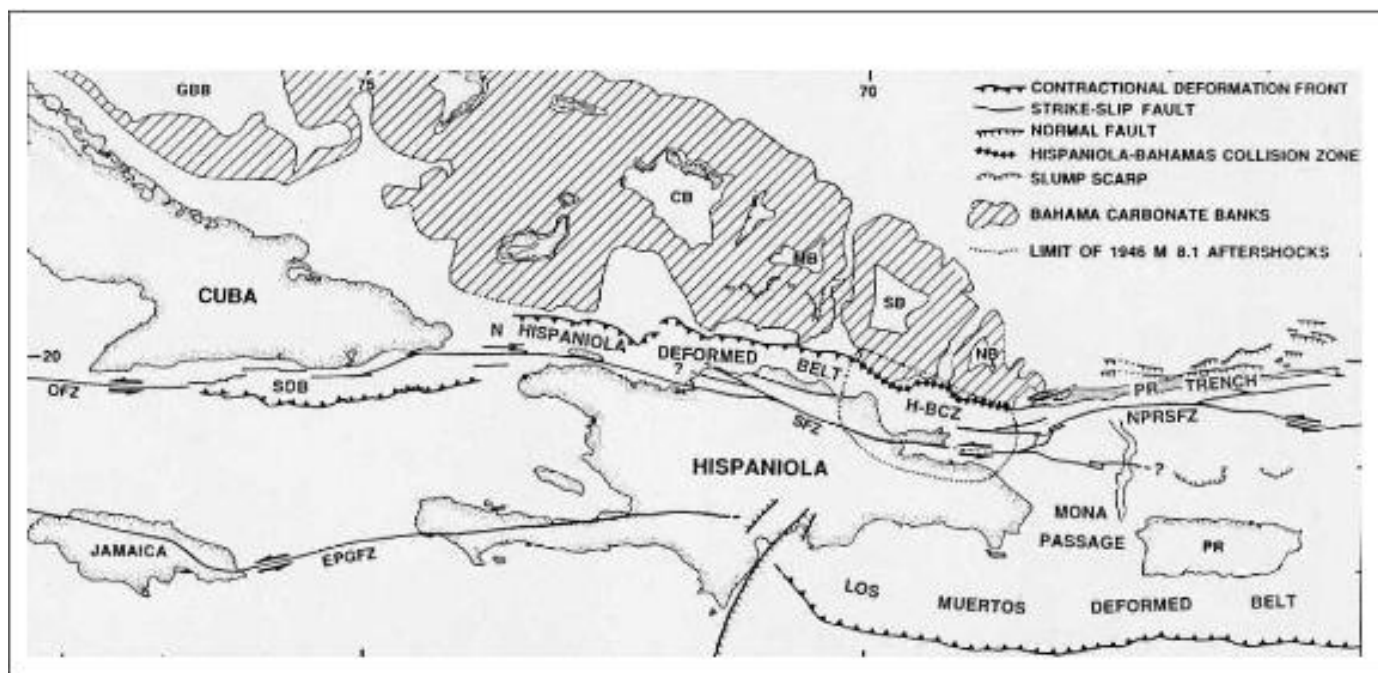 GBB
75
70
CONTRACTIONAL DEFORMATION FRONT
STRIKE-SLIP FAULT
NORMAL FAULT
HISPANIOLA-BAHAMAS COLLISION ZONE
SLUMP SCARP
BAHAMA CARBONATE BANKS
LIMIT OF 1946 M 8.1 AFTERSHOCKS
CB
MB
SB
NB
CUBA
20
N HISPANIOLA DEFORMED BELT
?
OFZ
SDB
H-BCZ
PR TRENCH
NPRSFZ
SFZ
?
HISPANIOLA
MONA
PASSAGE
PR
JAMAICA
EPGFZ
LOS MUERTOS DEFORMED BELT